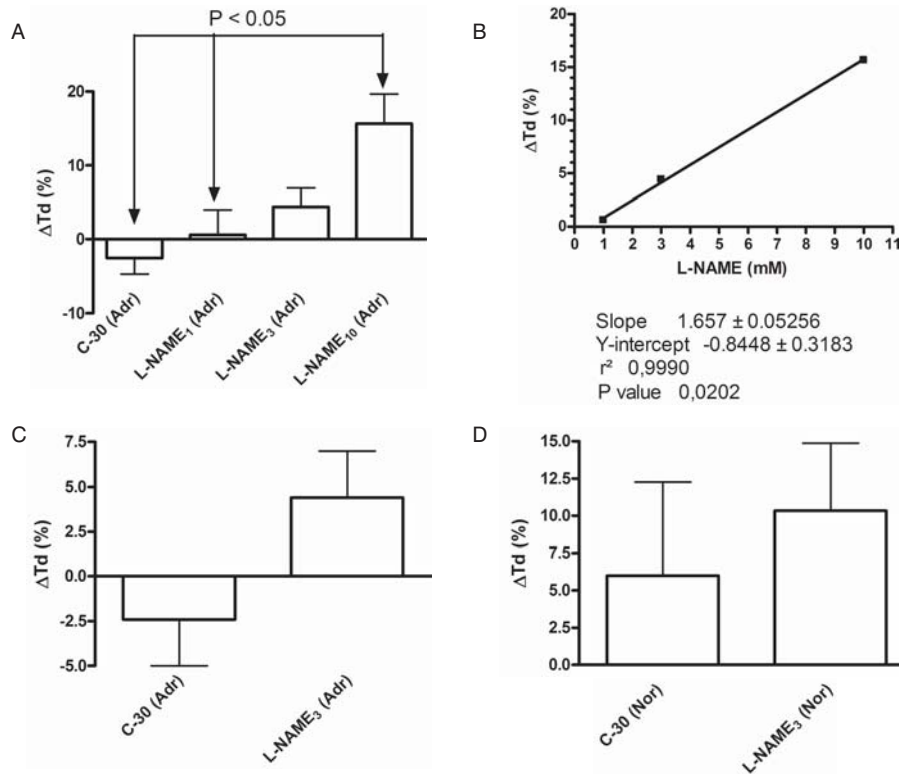 A
P < 0.05
ΔTd (%)
20
10
0
-10
C-30 (Adr)
L-NAME₁ (Adr)
L-NAME₃ (Adr)
L-NAME₁₀ (Adr)
B
ΔTd (%)
20
15
10
5
0
0 1 2 3 4 5 6 7 8 9 10 11
L-NAME (mM)
Slope 1.657 ± 0.05256
Y-intercept -0.8448 ± 0.3183
r² 0,9990
P value 0,0202
C
ΔTd (%)
7.5
5.0
2.5
0.0
-2.5
-5.0
C-30 (Adr)
L-NAME₃ (Adr)
D
ΔTd (%)
15.0
12.5
10.0
7.5
5.0
2.5
0.0
C-30 (Nor)
L-NAME₃ (Nor)